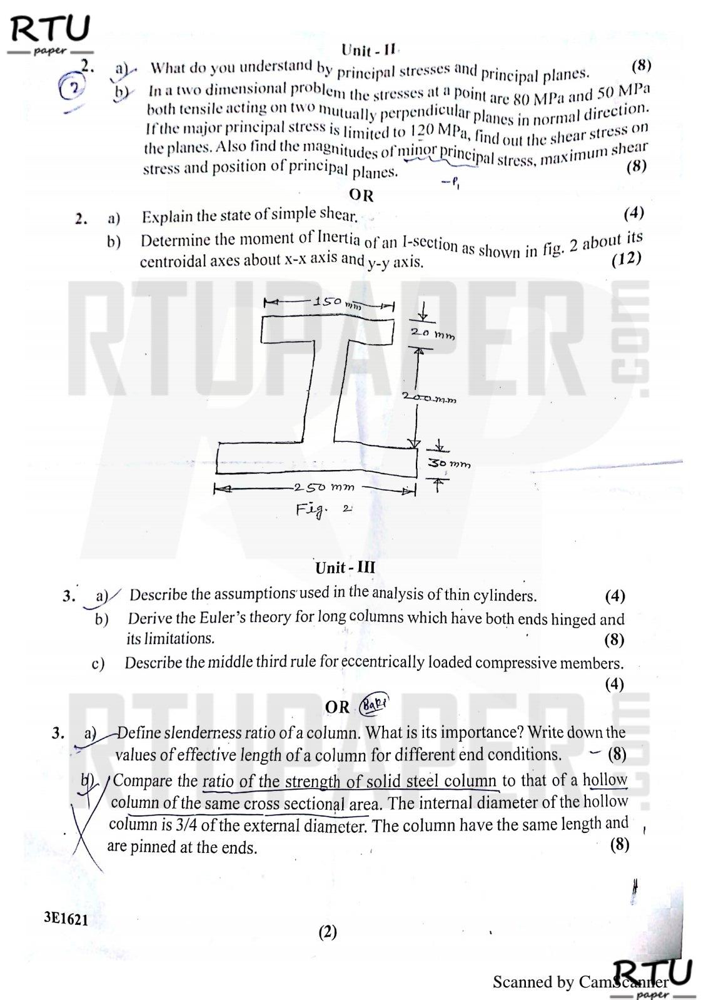 RTU
paper
Unit - II
2. a) What do you understand by principal stresses and principal planes. (8)
2
b) In a two dimensional problem the stresses at a point are 80 MPa and 50 MPa
both tensile acting on two mutually perpendicular planes in normal direction.
If the major principal stress is limited to 120 MPa, find out the shear stress on
the planes. Also find the magnitudes of minor principal stress, maximum shear
stress and position of principal planes. (8)
OR
2. a) Explain the state of simple shear. (4)
b) Determine the moment of Inertia of an I-section as shown in fig. 2 about its
centroidal axes about x-x axis and y-y axis. (12)
RTUPAPER.com
150 mm
20 mm
200mm
30 mm
250 mm
Fig. 2
Unit - III
3. a) Describe the assumptions used in the analysis of thin cylinders. (4)
b) Derive the Euler's theory for long columns which have both ends hinged and
its limitations. (8)
c) Describe the middle third rule for eccentrically loaded compressive members.
(4)
RTUPAPER.com
OR
3. a) Define slenderness ratio of a column. What is its importance? Write down the
values of effective length of a column for different end conditions. (8)
b) Compare the ratio of the strength of solid steel column to that of a hollow
column of the same cross sectional area. The internal diameter of the hollow
column is 3/4 of the external diameter. The column have the same length and
are pinned at the ends. (8)
3E1621
(2)
Scanned by CamScanner
RTU
paper